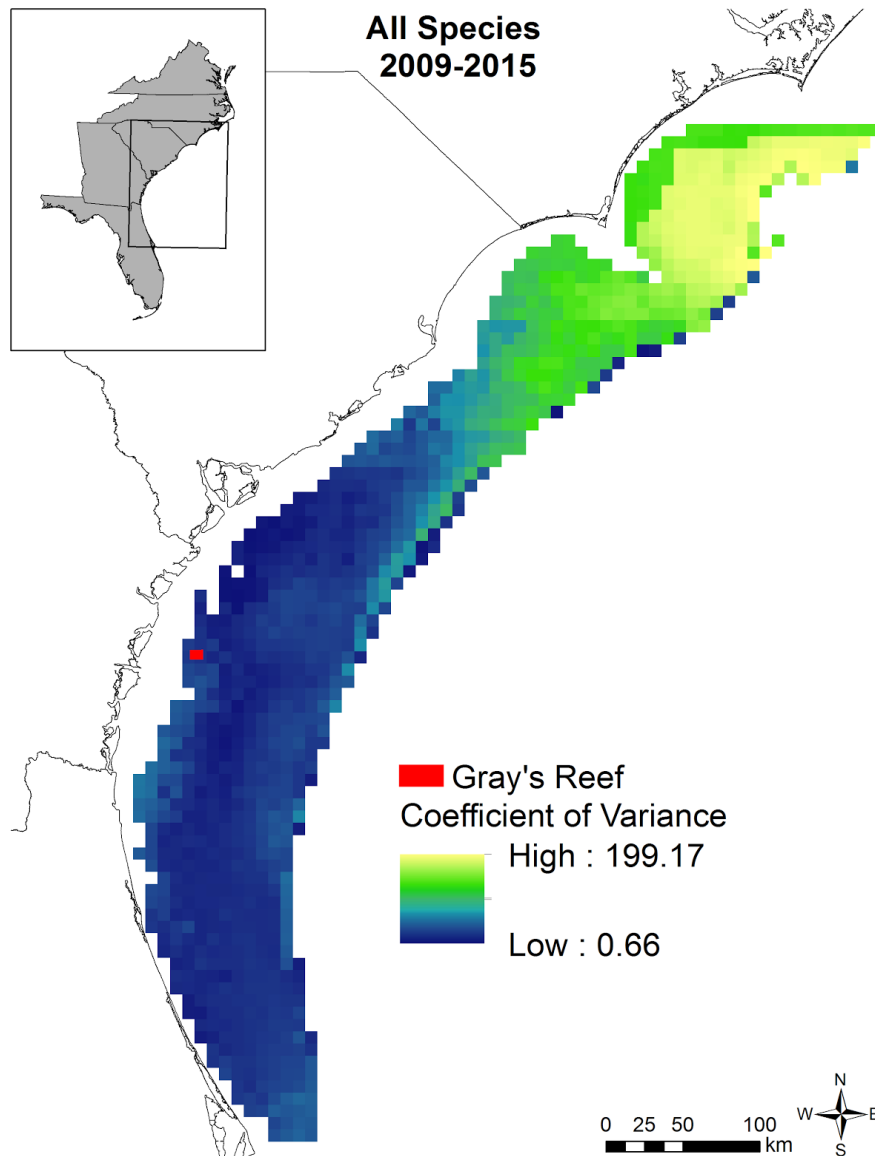 All Species
2009-2015
Gray's Reef
Coefficient of Variance
High : 199.17
Low : 0.66
N
W E
S
0 25 50 100
km